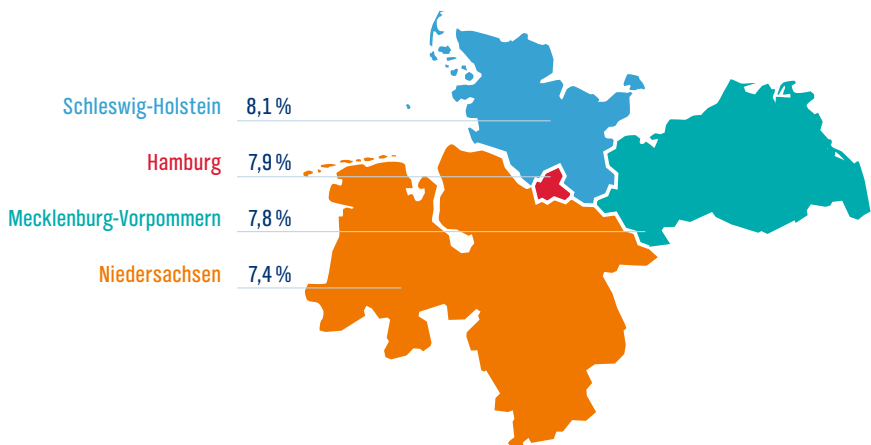 Schleswig-Holstein 8,1 %
Hamburg 7,9 %
Mecklenburg-Vorpommern 7,8 %
Niedersachsen 7,4 %